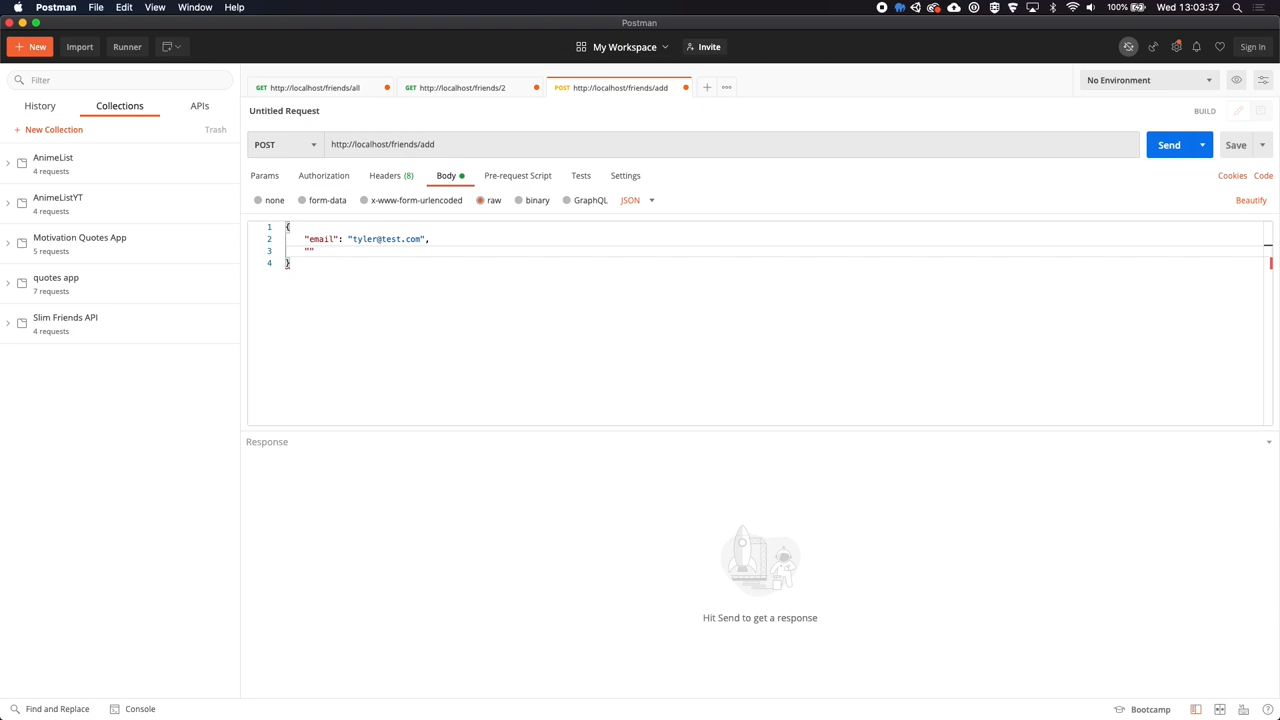 Postman File Edit View Window Help 100% Wed 13:03:37
Postman
New Import Runner My Workspace Invite Sign In
Filter
History Collections APIs
New Collection Trash
AnimeList
4 requests
AnimeListYT
4 requests
Motivation Quotes App
5 requests
quotes app
7 requests
Slim Friends API
4 requests
GET http://localhost/friends/all GET http://localhost/friends/2 POST http://localhost/friends/add No Environment
Untitled Request BUILD
POST http://localhost/friends/add Send Save
Params Authorization Headers (8) Body Pre-request Script Tests Settings Cookies Code
none form-data x-www-form-urlencoded raw binary GraphQL JSON Beautify
1 {
2 "email": "tyler@test.com",
3 ""
4 }
Response
Hit Send to get a response
Find and Replace Console Bootcamp